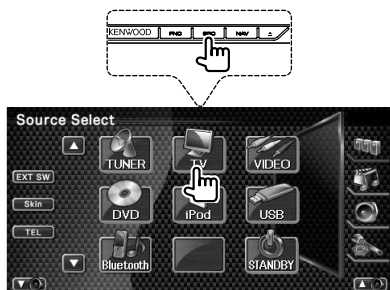 KENWOOD FNC SRC NAV
Source Select
TUNER TV VIDEO
EXT SW
Skin
DVD iPod USB
TEL
Bluetooth STANDBY